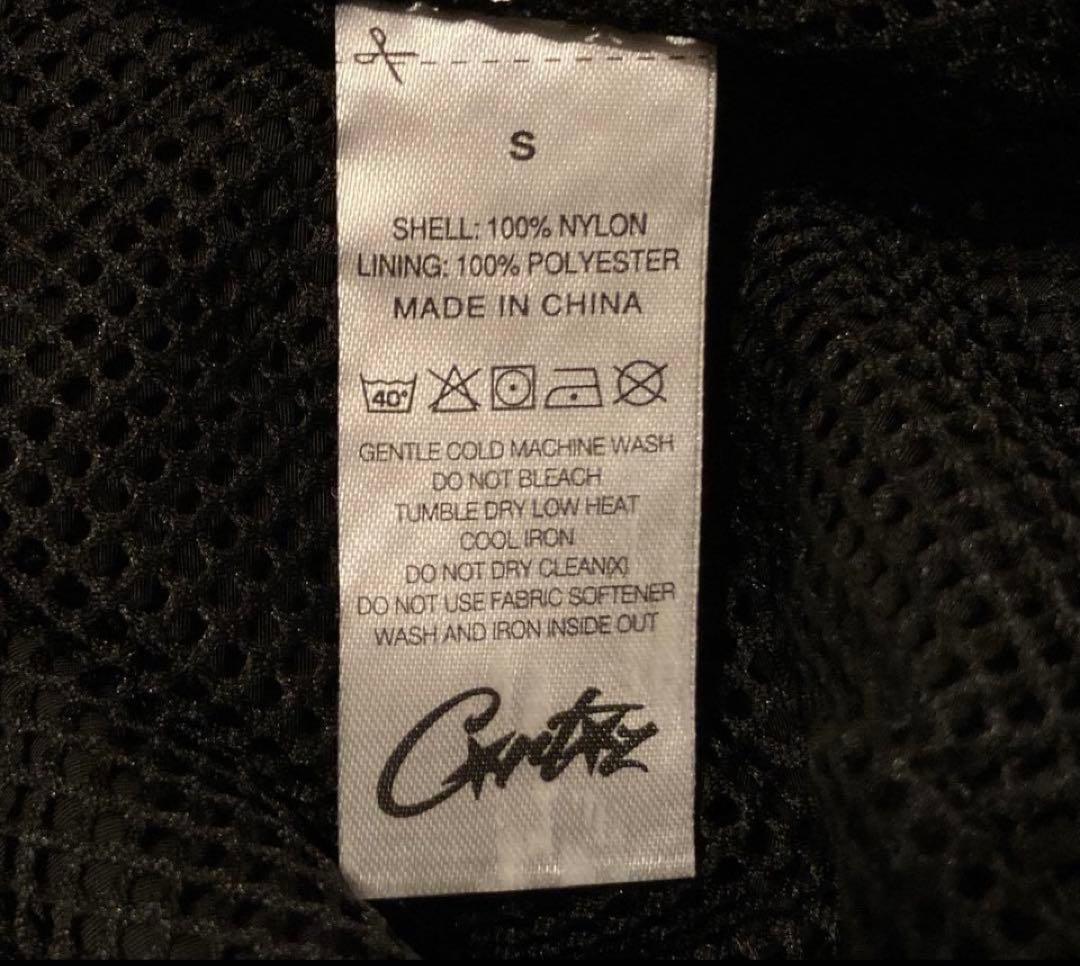 S
SHELL: 100% NYLON
LINING: 100% POLYESTER
MADE IN CHINA
40°
GENTLE COLD MACHINE WASH
DO NOT BLEACH
TUMBLE DRY LOW HEAT
COOL IRON
DO NOT DRY CLEAN(X)
DO NOT USE FABRIC SOFTENER
WASH AND IRON INSIDE OUT
Crtz